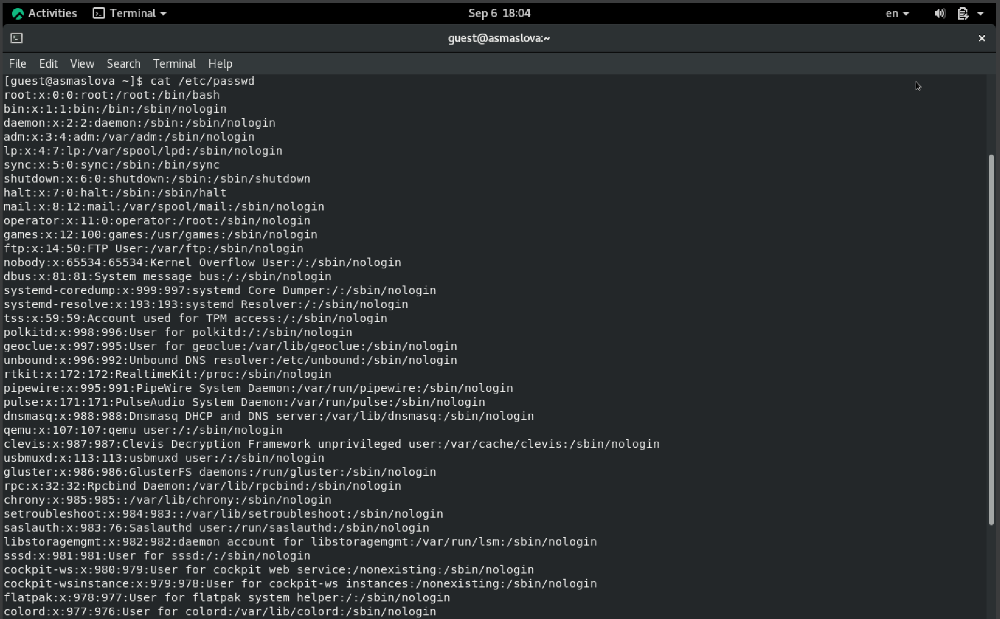 Activities Terminal Sep 6 18:04 en
guest@asmaslova:~
File Edit View Search Terminal Help
[guest@asmaslova ~]$ cat /etc/passwd
root:x:0:0:root:/root:/bin/bash
bin:x:1:1:bin:/bin:/sbin/nologin
daemon:x:2:2:daemon:/sbin:/sbin/nologin
adm:x:3:4:adm:/var/adm:/sbin/nologin
lp:x:4:7:lp:/var/spool/lpd:/sbin/nologin
sync:x:5:0:sync:/sbin:/bin/sync
shutdown:x:6:0:shutdown:/sbin:/sbin/shutdown
halt:x:7:0:halt:/sbin:/sbin/halt
mail:x:8:12:mail:/var/spool/mail:/sbin/nologin
operator:x:11:0:operator:/root:/sbin/nologin
games:x:12:100:games:/usr/games:/sbin/nologin
ftp:x:14:50:FTP User:/var/ftp:/sbin/nologin
nobody:x:65534:65534:Kernel Overflow User:/:/sbin/nologin
dbus:x:81:81:System message bus:/:/sbin/nologin
systemd-coredump:x:999:997:systemd Core Dumper:/:/sbin/nologin
systemd-resolve:x:193:193:systemd Resolver:/:/sbin/nologin
tss:x:59:59:Account used for TPM access:/:/sbin/nologin
polkitd:x:998:996:User for polkitd:/:/sbin/nologin
geoclue:x:997:995:User for geoclue:/var/lib/geoclue:/sbin/nologin
unbound:x:996:992:Unbound DNS resolver:/etc/unbound:/sbin/nologin
rtkit:x:172:172:RealtimeKit:/proc:/sbin/nologin
pipewire:x:995:991:PipeWire System Daemon:/var/run/pipewire:/sbin/nologin
pulse:x:171:171:PulseAudio System Daemon:/var/run/pulse:/sbin/nologin
dnsmasq:x:988:988:Dnsmasq DHCP and DNS server:/var/lib/dnsmasq:/sbin/nologin
qemu:x:107:107:qemu user:/:/sbin/nologin
clevis:x:987:987:Clevis Decryption Framework unprivileged user:/var/cache/clevis:/sbin/nologin
usbmuxd:x:113:113:usbmuxd user:/:/sbin/nologin
gluster:x:986:986:GlusterFS daemons:/run/gluster:/sbin/nologin
rpc:x:32:32:Rpcbind Daemon:/var/lib/rpcbind:/sbin/nologin
chrony:x:985:985::/var/lib/chrony:/sbin/nologin
setroubleshoot:x:984:983::/var/lib/setroubleshoot:/sbin/nologin
saslauth:x:983:76:Saslauthd user:/run/saslauthd:/sbin/nologin
libstoragemgmt:x:982:982:daemon account for libstoragemgmt:/var/run/lsm:/sbin/nologin
sssd:x:981:981:User for sssd:/:/sbin/nologin
cockpit-ws:x:980:979:User for cockpit web service:/nonexisting:/sbin/nologin
cockpit-wsinstance:x:979:978:User for cockpit-ws instances:/nonexisting:/sbin/nologin
flatpak:x:978:977:User for flatpak system helper:/:/sbin/nologin
colord:x:977:976:User for colord:/var/lib/colord:/sbin/nologin